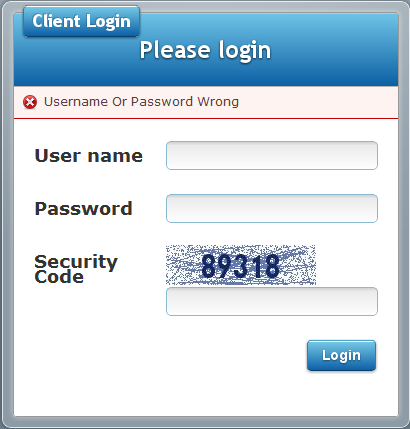 Client Login
Please login
Username Or Password Wrong
User name
Password
Security
Code
89318
Login